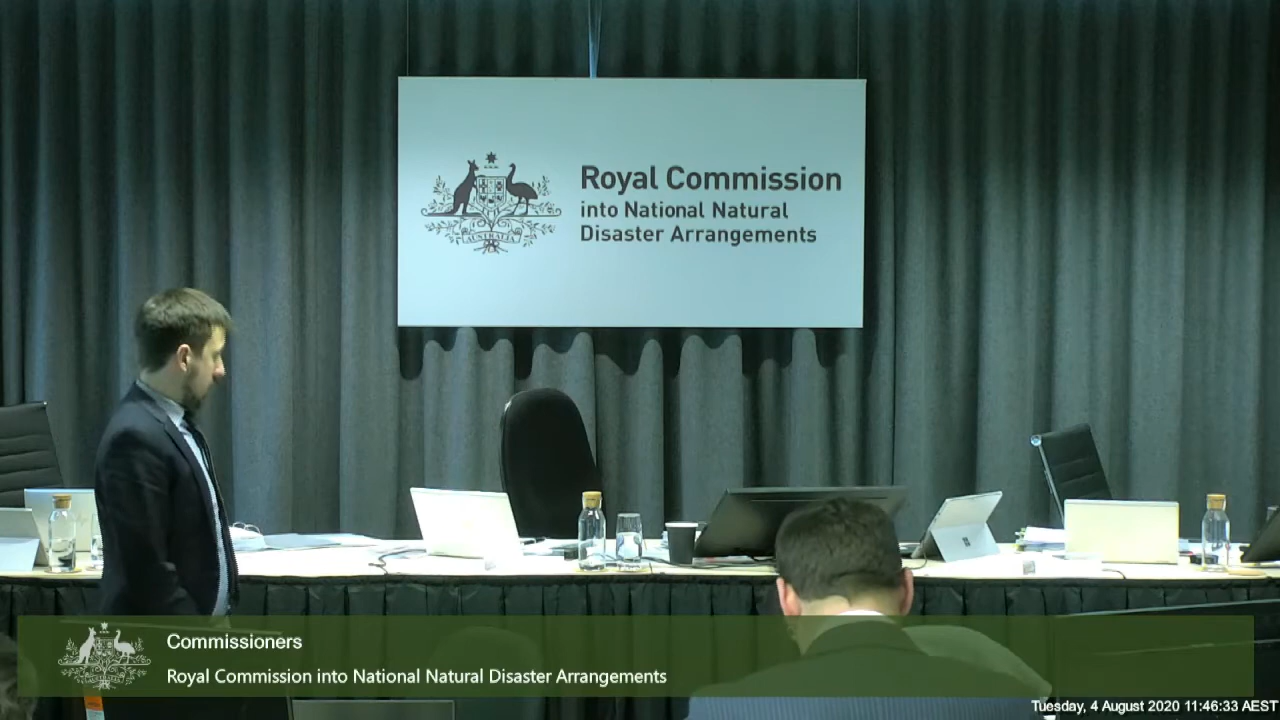 Royal Commission
into National Natural
Disaster Arrangements
AUSTRALIA
Commissioners
Royal Commission into National Natural Disaster Arrangements
Tuesday, 4 August 2020 11:46:33 AEST